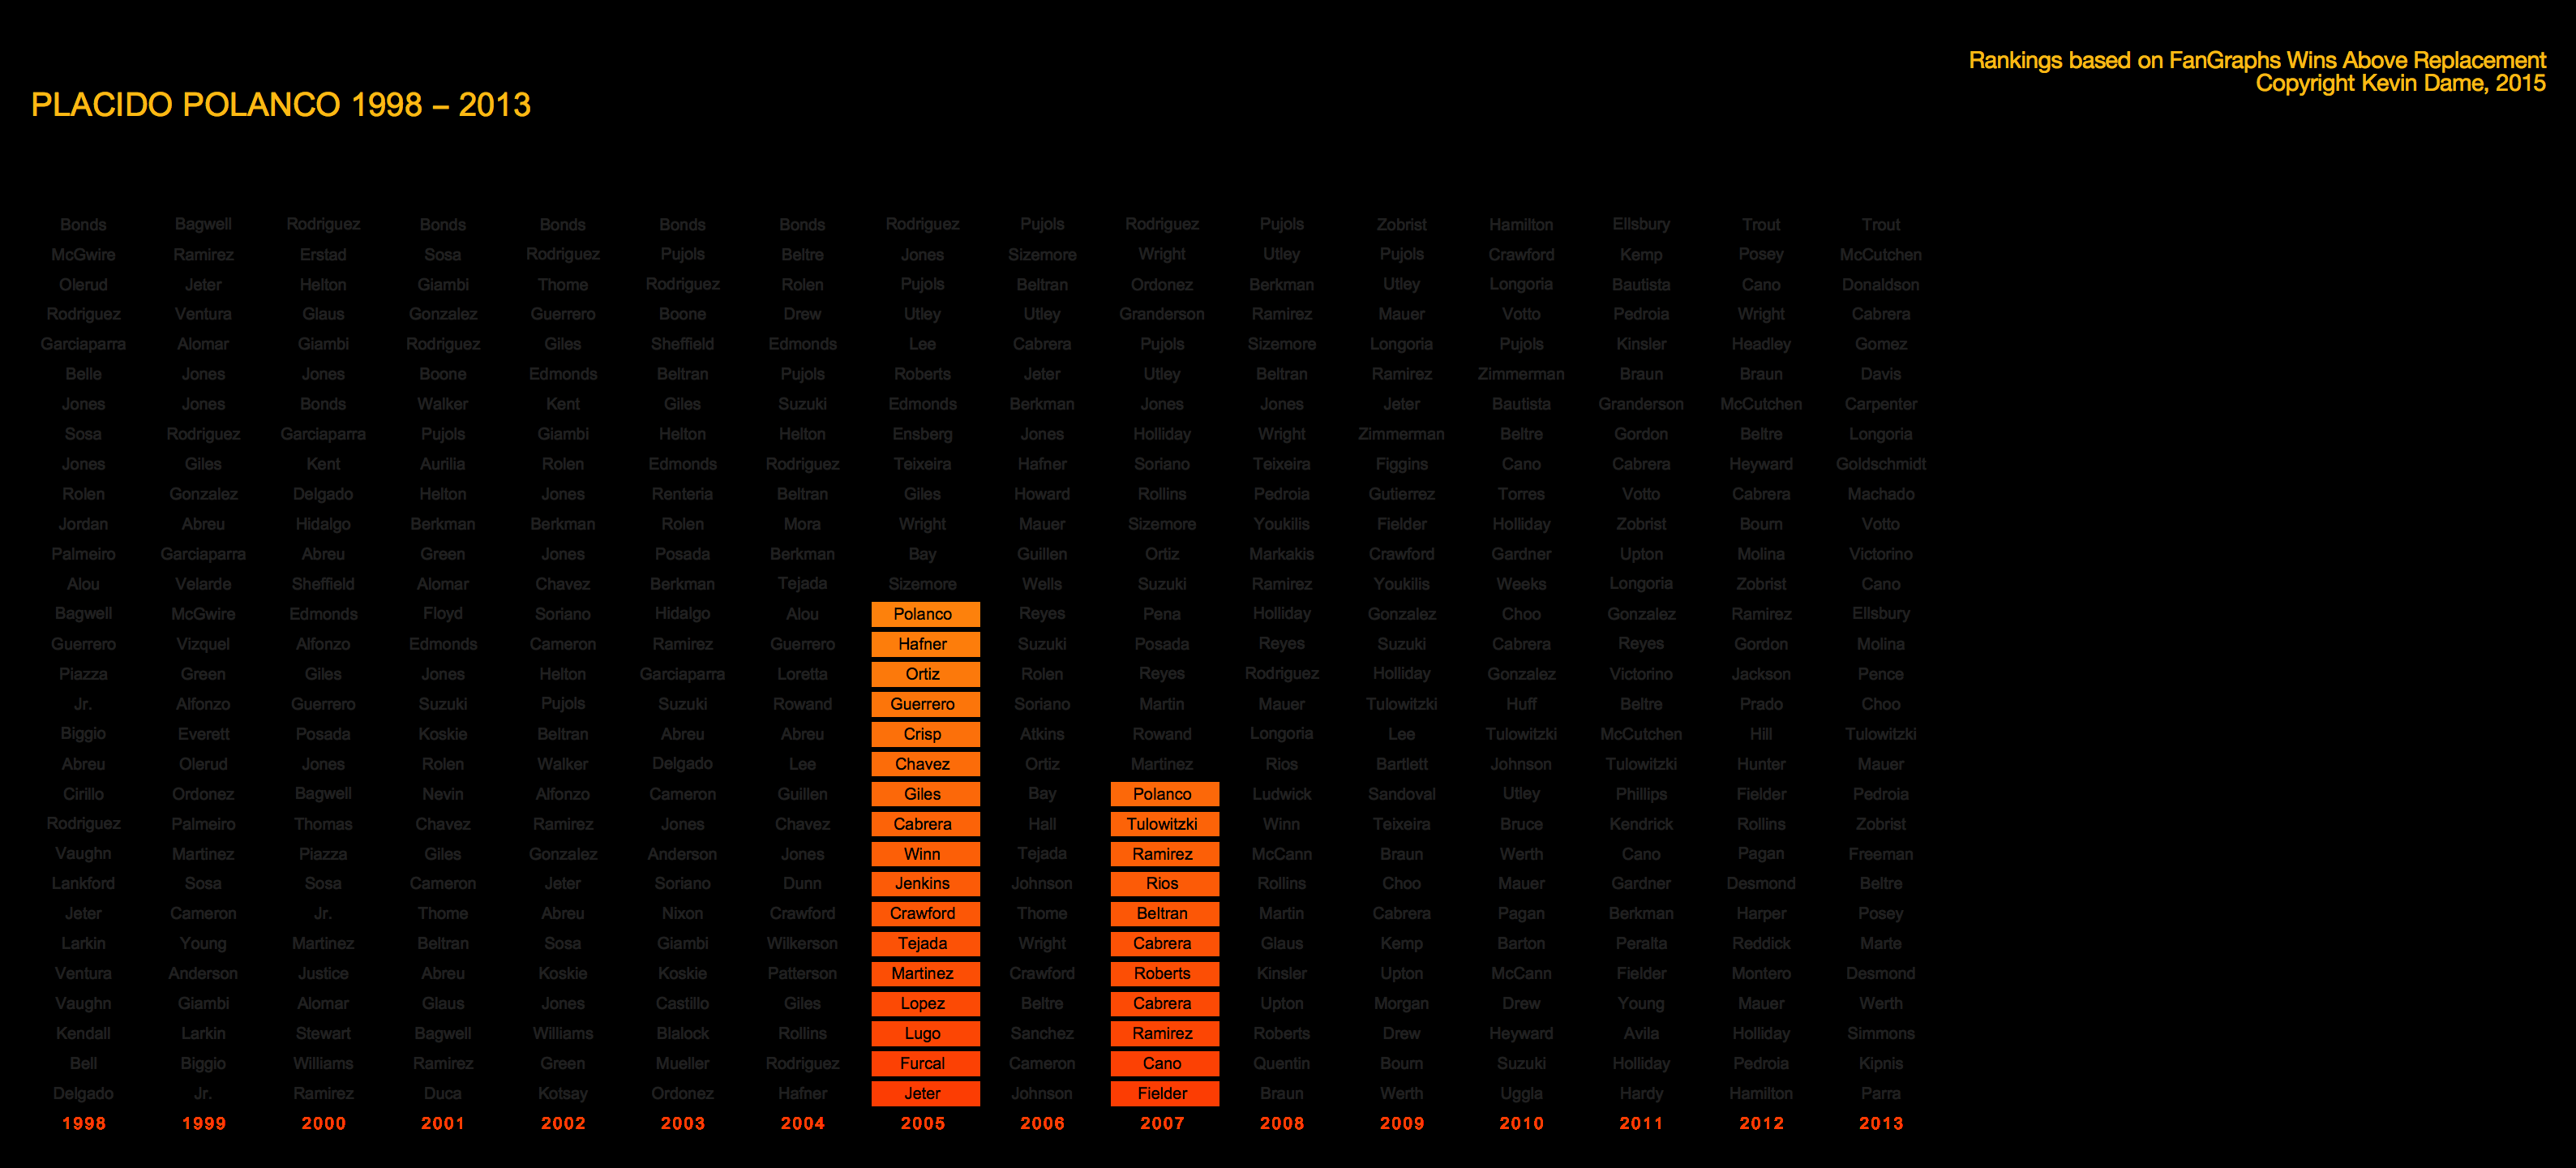 Rankings based on FanGraphs Wins Above Replacement
Copyright Kevin Dame, 2015
PLACIDO POLANCO 1998 – 2013
Bonds Bagwell Rodriguez Bonds Bonds Bonds Bonds Rodriguez Pujols Rodriguez Pujols Zobrist Hamilton Ellsbury Trout Trout
McGwire Ramirez Erstad Sosa Rodriguez Pujols Beltre Jones Sizemore Wright Utley Pujols Crawford Kemp Posey McCutchen
Olerud Jeter Helton Giambi Thome Rodriguez Rolen Pujols Beltran Ordonez Berkman Utley Longoria Bautista Cano Donaldson
Rodriguez Ventura Glaus Gonzalez Guerrero Boone Drew Utley Utley Granderson Ramirez Mauer Votto Pedroia Wright Cabrera
Garciaparra Alomar Giambi Rodriguez Giles Sheffield Edmonds Lee Cabrera Pujols Sizemore Longoria Pujols Kinsler Headley Gomez
Belle Jones Jones Boone Edmonds Beltran Pujols Roberts Jeter Utley Beltran Ramirez Zimmerman Braun Braun Davis
Jones Jones Bonds Walker Kent Giles Suzuki Edmonds Berkman Jones Jones Jeter Bautista Granderson McCutchen Carpenter
Sosa Rodriguez Garciaparra Pujols Giambi Helton Helton Ensberg Jones Holliday Wright Zimmerman Beltre Gordon Beltre Longoria
Jones Giles Kent Aurilia Rolen Edmonds Rodriguez Teixeira Hafner Soriano Teixeira Figgins Cano Cabrera Heyward Goldschmidt
Rolen Gonzalez Delgado Helton Jones Renteria Beltran Giles Howard Rollins Pedroia Gutierrez Torres Votto Cabrera Machado
Jordan Abreu Hidalgo Berkman Berkman Rolen Mora Wright Mauer Sizemore Youkilis Fielder Holliday Zobrist Bourn Votto
Palmeiro Garciaparra Abreu Green Jones Posada Berkman Bay Guillen Ortiz Markakis Crawford Gardner Upton Molina Victorino
Alou Velarde Sheffield Alomar Chavez Berkman Tejada Sizemore Wells Suzuki Ramirez Youkilis Weeks Longoria Zobrist Cano
Bagwell McGwire Edmonds Floyd Soriano Hidalgo Alou Polanco Reyes Pena Holliday Gonzalez Choo Gonzalez Ramirez Ellsbury
Guerrero Vizquel Alfonzo Edmonds Cameron Ramirez Guerrero Hafner Suzuki Posada Reyes Suzuki Cabrera Reyes Gordon Molina
Piazza Green Giles Jones Helton Garciaparra Loretta Ortiz Rolen Reyes Rodriguez Holliday Gonzalez Victorino Jackson Pence
Jr. Alfonzo Guerrero Suzuki Pujols Suzuki Rowand Guerrero Soriano Martin Mauer Tulowitzki Huff Beltre Prado Choo
Biggio Everett Posada Koskie Beltran Abreu Abreu Crisp Atkins Rowand Longoria Lee Tulowitzki McCutchen Hill Tulowitzki
Abreu Olerud Jones Rolen Walker Delgado Lee Chavez Ortiz Martinez Rios Bartlett Johnson Tulowitzki Hunter Mauer
Cirillo Ordonez Bagwell Nevin Alfonzo Cameron Guillen Giles Bay Polanco Ludwick Sandoval Utley Phillips Fielder Pedroia
Rodriguez Palmeiro Thomas Chavez Ramirez Jones Chavez Cabrera Hall Tulowitzki Winn Teixeira Bruce Kendrick Rollins Zobrist
Vaughn Martinez Piazza Giles Gonzalez Anderson Jones Winn Tejada Ramirez McCann Braun Werth Cano Pagan Freeman
Lankford Sosa Sosa Cameron Jeter Soriano Dunn Jenkins Johnson Rios Rollins Choo Mauer Gardner Desmond Beltre
Jeter Cameron Jr. Thome Abreu Nixon Crawford Crawford Thome Beltran Martin Cabrera Pagan Berkman Harper Posey
Larkin Young Martinez Beltran Sosa Giambi Wilkerson Tejada Wright Cabrera Glaus Kemp Barton Peralta Reddick Marte
Ventura Anderson Justice Abreu Koskie Koskie Patterson Martinez Crawford Roberts Kinsler Upton McCann Fielder Montero Desmond
Vaughn Giambi Alomar Glaus Jones Castillo Giles Lopez Beltre Cabrera Upton Morgan Drew Young Mauer Werth
Kendall Larkin Stewart Bagwell Williams Blalock Rollins Lugo Sanchez Ramirez Roberts Drew Heyward Avila Holliday Simmons
Bell Biggio Williams Ramirez Green Mueller Rodriguez Furcal Cameron Cano Quentin Bourn Suzuki Holliday Pedroia Kipnis
Delgado Jr. Ramirez Duca Kotsay Ordonez Hafner Jeter Johnson Fielder Braun Werth Uggla Hardy Hamilton Parra
1998 1999 2000 2001 2002 2003 2004 2005 2006 2007 2008 2009 2010 2011 2012 2013